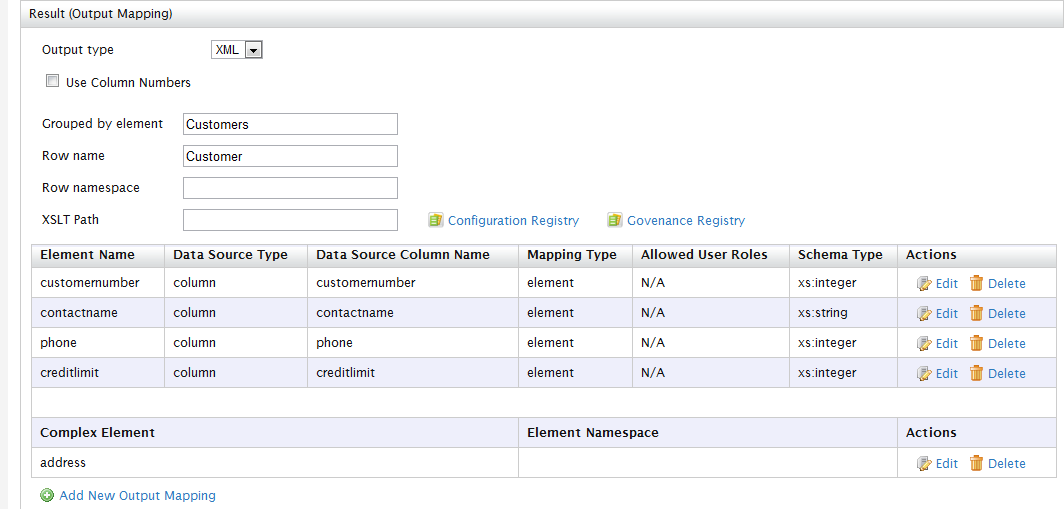 Result (Output Mapping)
Output type XML
Use Column Numbers
Grouped by element Customers
Row name Customer
Row namespace
XSLT Path Configuration Registry Govenance Registry
Element Name Data Source Type Data Source Column Name Mapping Type Allowed User Roles Schema Type Actions
customernumber column customernumber element N/A xs:integer Edit Delete
contactname column contactname element N/A xs:string Edit Delete
phone column phone element N/A xs:integer Edit Delete
creditlimit column creditlimit element N/A xs:integer Edit Delete
Complex Element Element Namespace Actions
address Edit Delete
Add New Output Mapping